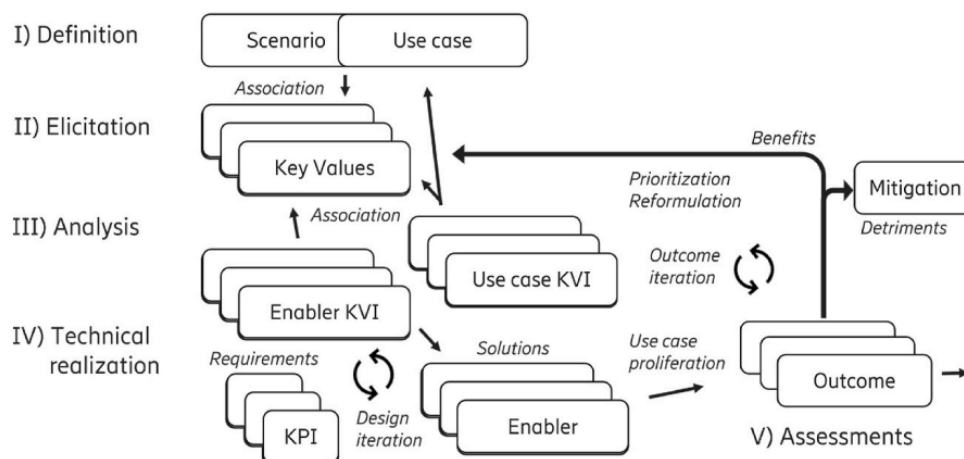 I) Definition
Scenario
Use case
Association
II) Elicitation
Key Values
Benefits
Prioritization
Reformulation
Mitigation
Detriments
Association
III) Analysis
Use case KVI
Outcome
iteration
Enabler KVI
IV) Technical
realization
Requirements
KPI
Design
iteration
Solutions
Enabler
Use case
proliferation
Outcome
V) Assessments